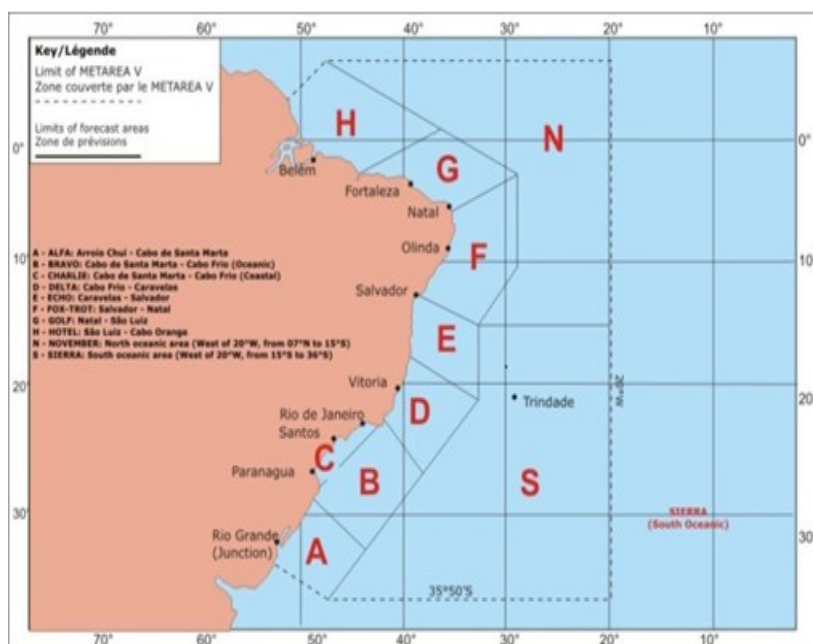 70° 60° 50° 40° 30° 20° 10°
Key/Légende
Limit of METAREA V
Zone couverte par le METAREA V
Limits of forecast areas
Zone de prévisions
H
N
0°
0°
Belém
G
Fortaleza
Natal
A - ALFA: Arroio Chuí - Cabo de Santa Marta
B - BRAVO: Cabo de Santa Marta - Cabo Frio (Oceanic)
C - CHARLIE: Cabo de Santa Marta - Cabo Frio (Coastal)
D - DELTA: Cabo Frio - Caravelas
E - ECHO: Caravelas - Salvador
F - FOX-TROT: Salvador - Natal
G - GOLF: Natal - São Luiz
H - HOTEL: São Luiz - Cabo Orange
N - NOVEMBER: North oceanic area (West of 20°W, from 07°N to 15°S)
S - SIERRA: South oceanic area (West of 20°W, from 15°S to 36°S)
Olinda
F
10°
10°
Salvador
E
Vitoria
20°
20°
20°W
D
Trindade
Rio de Janeiro
Santos
C
Paranagua
B
S
30°
30°
SIERRA
(South Oceanic)
Rio Grande
(Junction)
A
35°50'S
70° 60° 50° 40° 30° 20° 10°